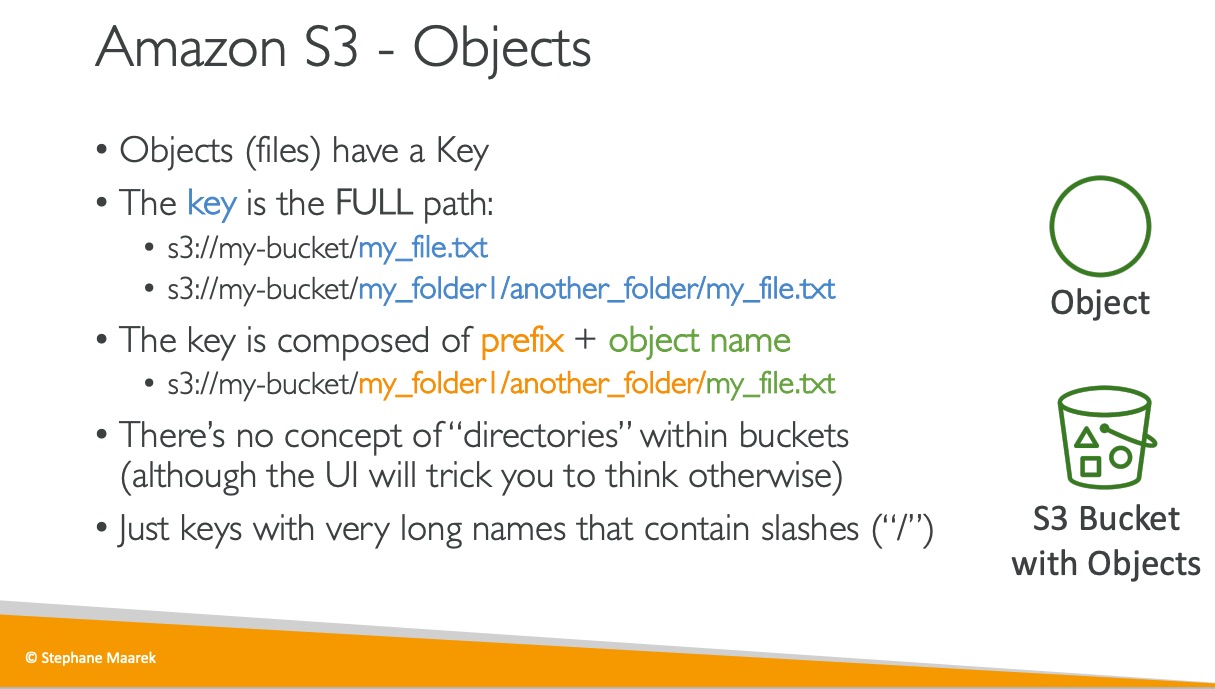 Amazon S3 - Objects
• Objects (files) have a Key
• The key is the FULL path:
• s3://my-bucket/my_file.txt
• s3://my-bucket/my_folder1/another_folder/my_file.txt
• The key is composed of prefix + object name
• s3://my-bucket/my_folder1/another_folder/my_file.txt
• There’s no concept of “directories” within buckets
(although the UI will trick you to think otherwise)
• Just keys with very long names that contain slashes (“/”)
Object
S3 Bucket
with Objects
© Stephane Maarek